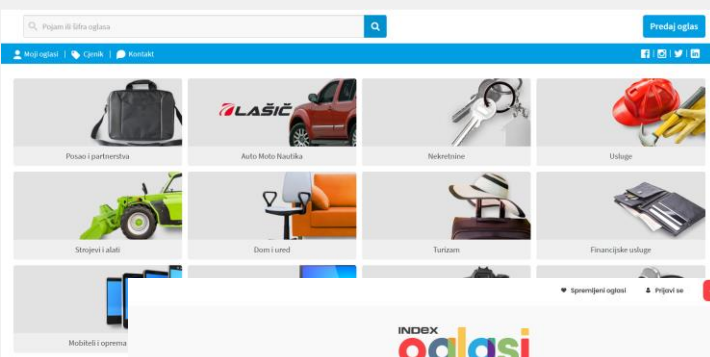 Pojam ili šifra oglasa
Predaj oglas
Moji oglasi | Cjenik | Kontakt
LAŠIČ
Posao i partnerstva
Auto Moto Nautika
Nekretnine
Usluge
Strojevi i alati
Dom i ured
Turizam
Financijske usluge
Spremljeni oglasi
Prijavi se
Mobiteli i oprema
INDEX
oglasi